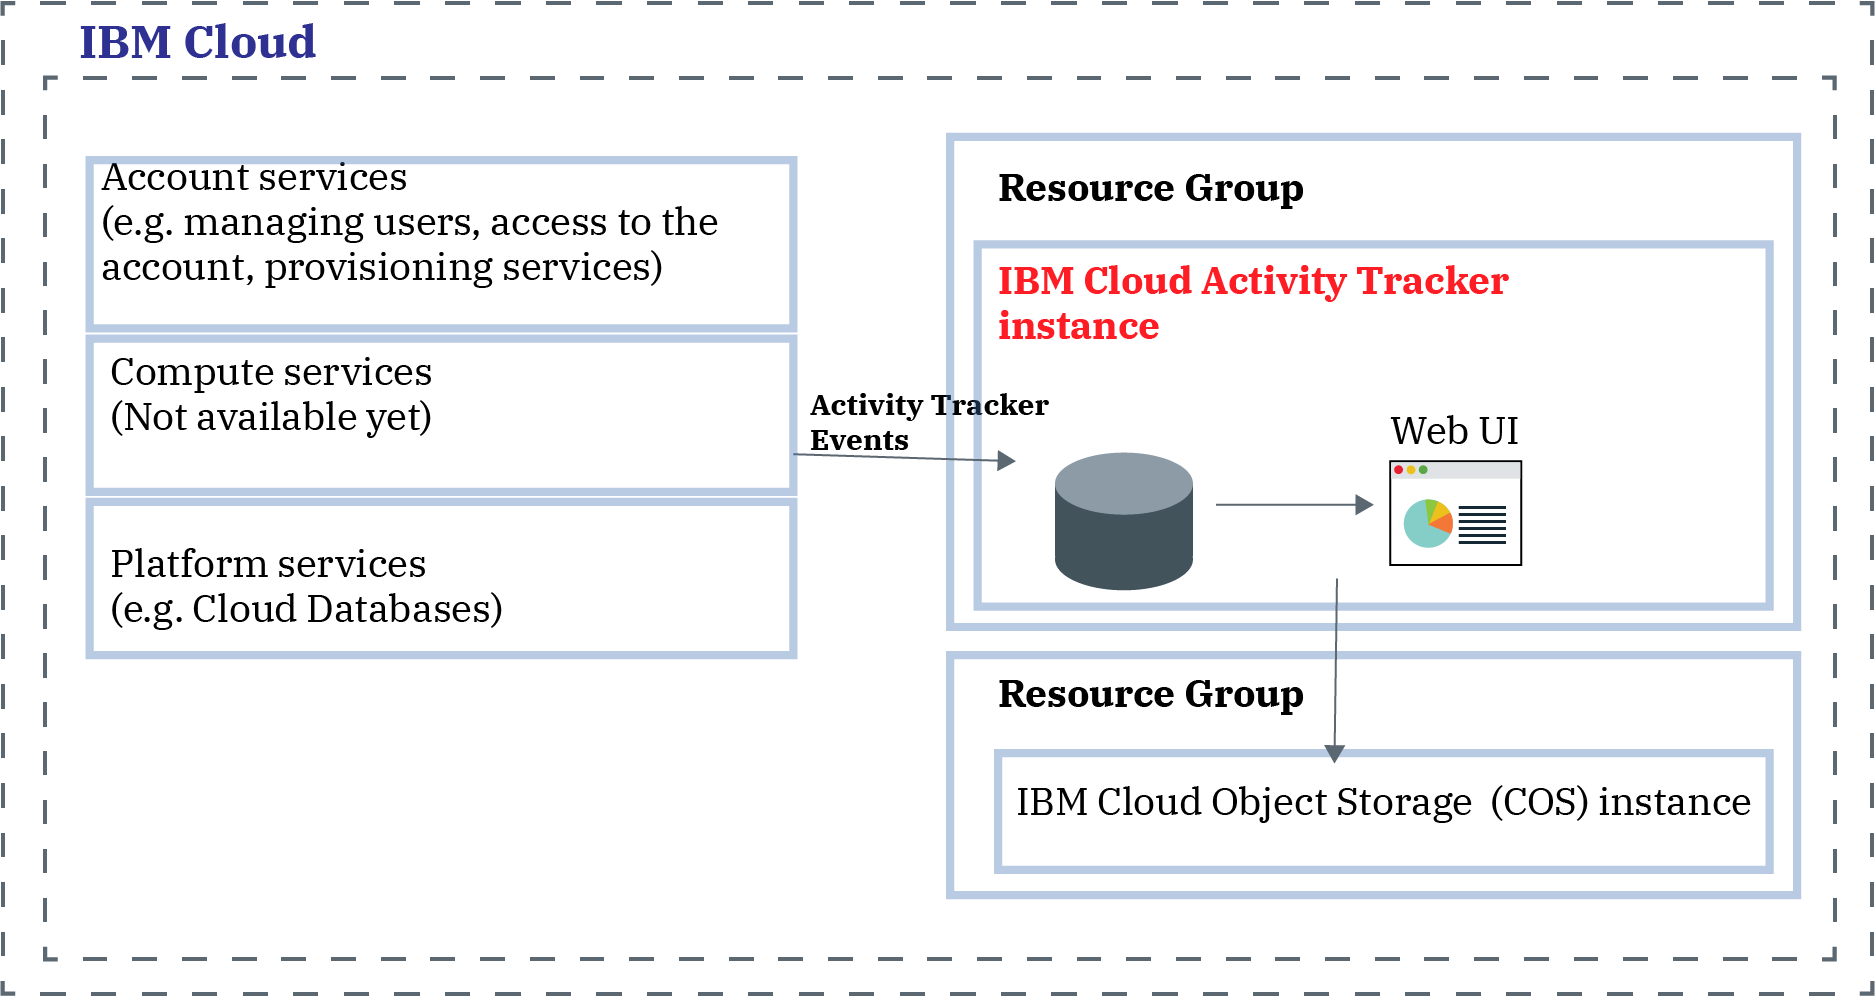 IBM Cloud
Account services
(e.g. managing users, access to the
account, provisioning services)
Compute services
(Not available yet)
Platform services
(e.g. Cloud Databases)
Activity Tracker
Events
Resource Group
IBM Cloud Activity Tracker
instance
Web UI
Resource Group
IBM Cloud Object Storage (COS) instance